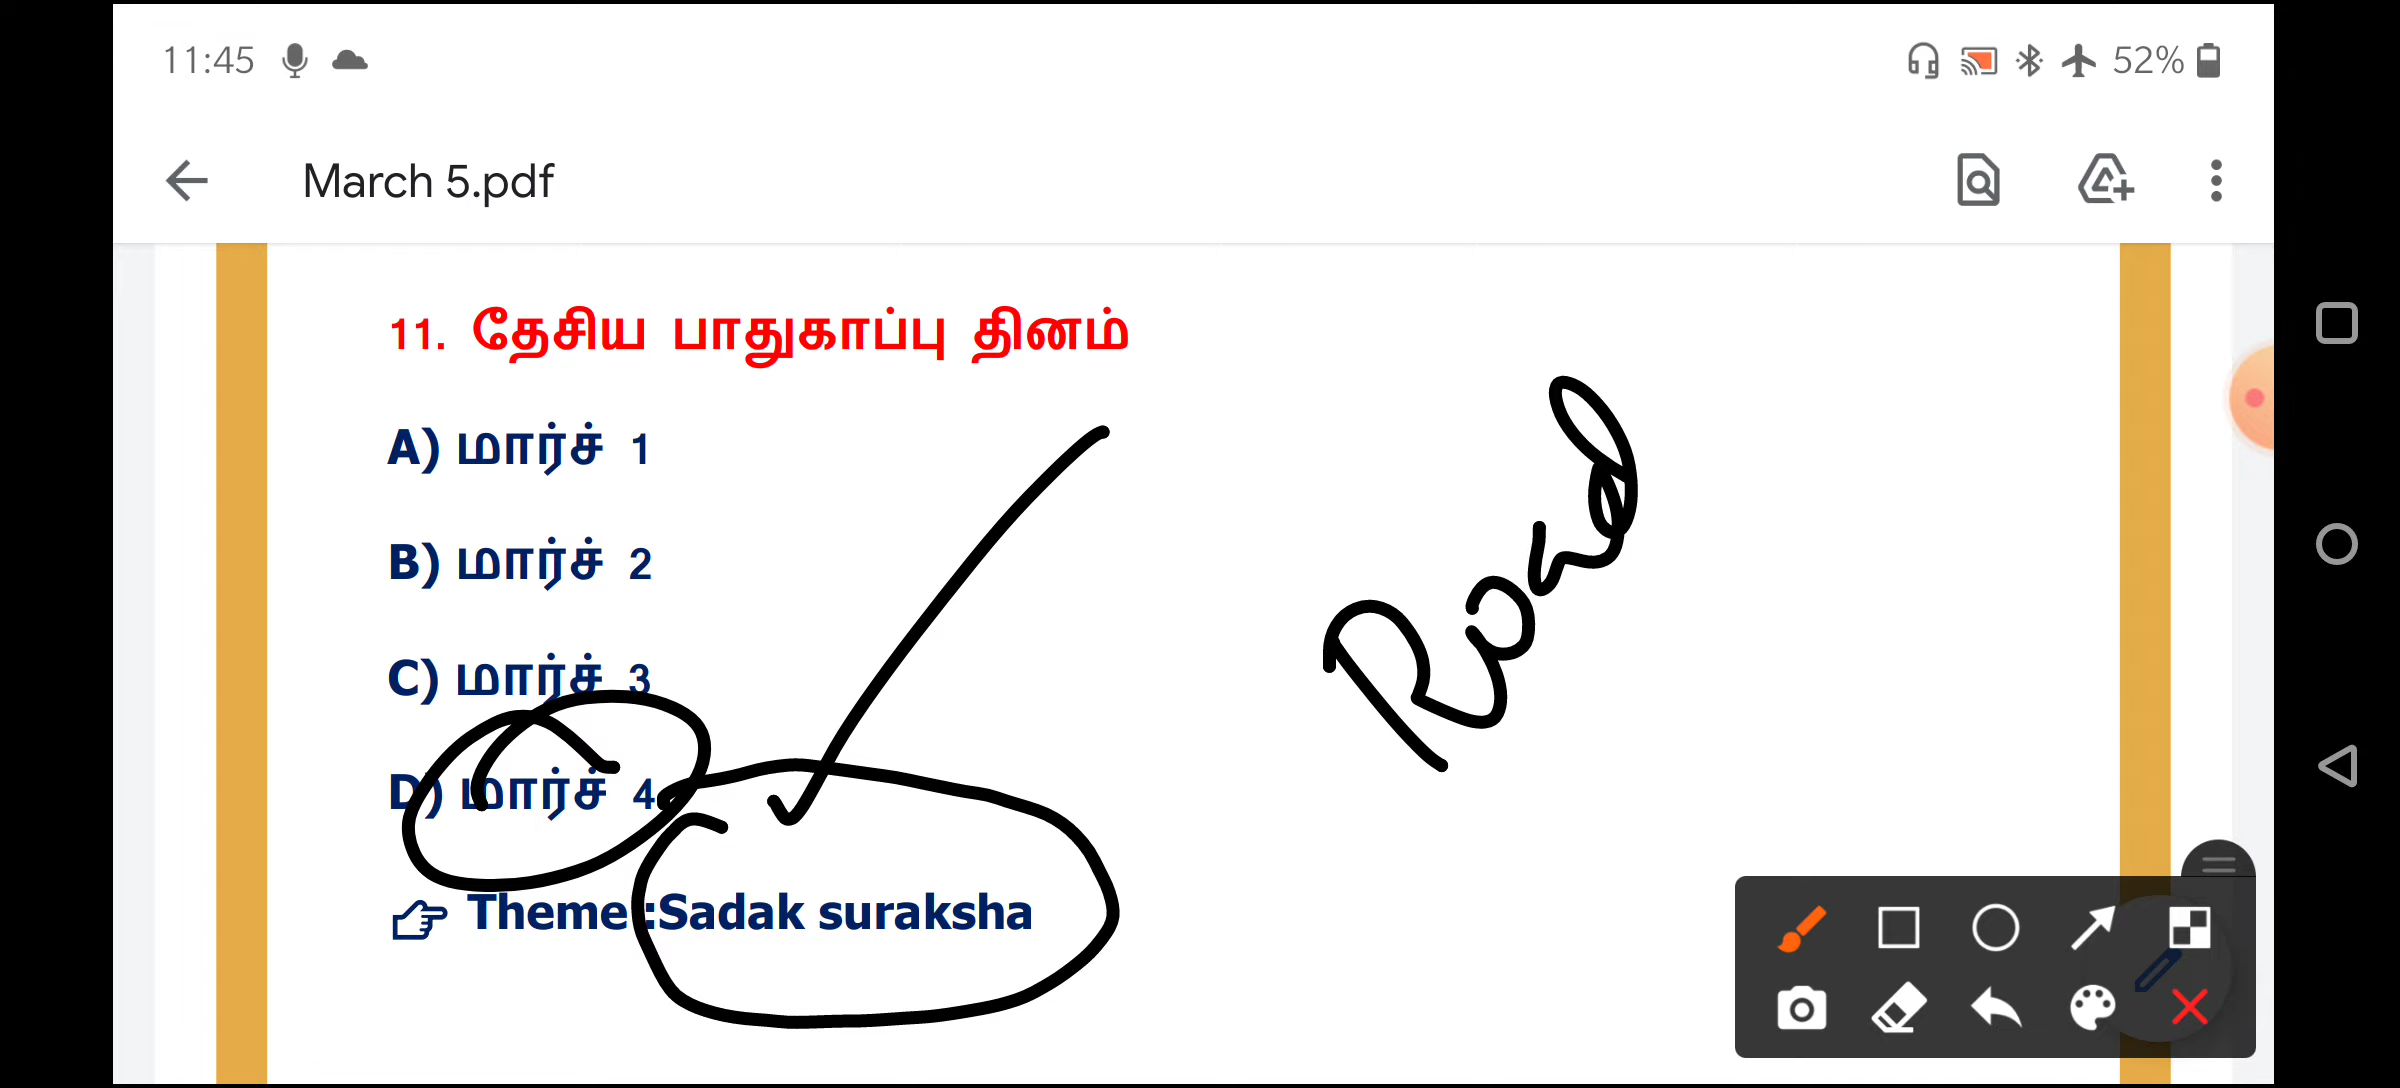 11:45 52%
March 5.pdf
11. தேசிய பாதுகாப்பு தினம்
A) மார்ச் 1
B) மார்ச் 2
C) மார்ச் 3
D) மார்ச் 4
Theme :Sadak suraksha
Road